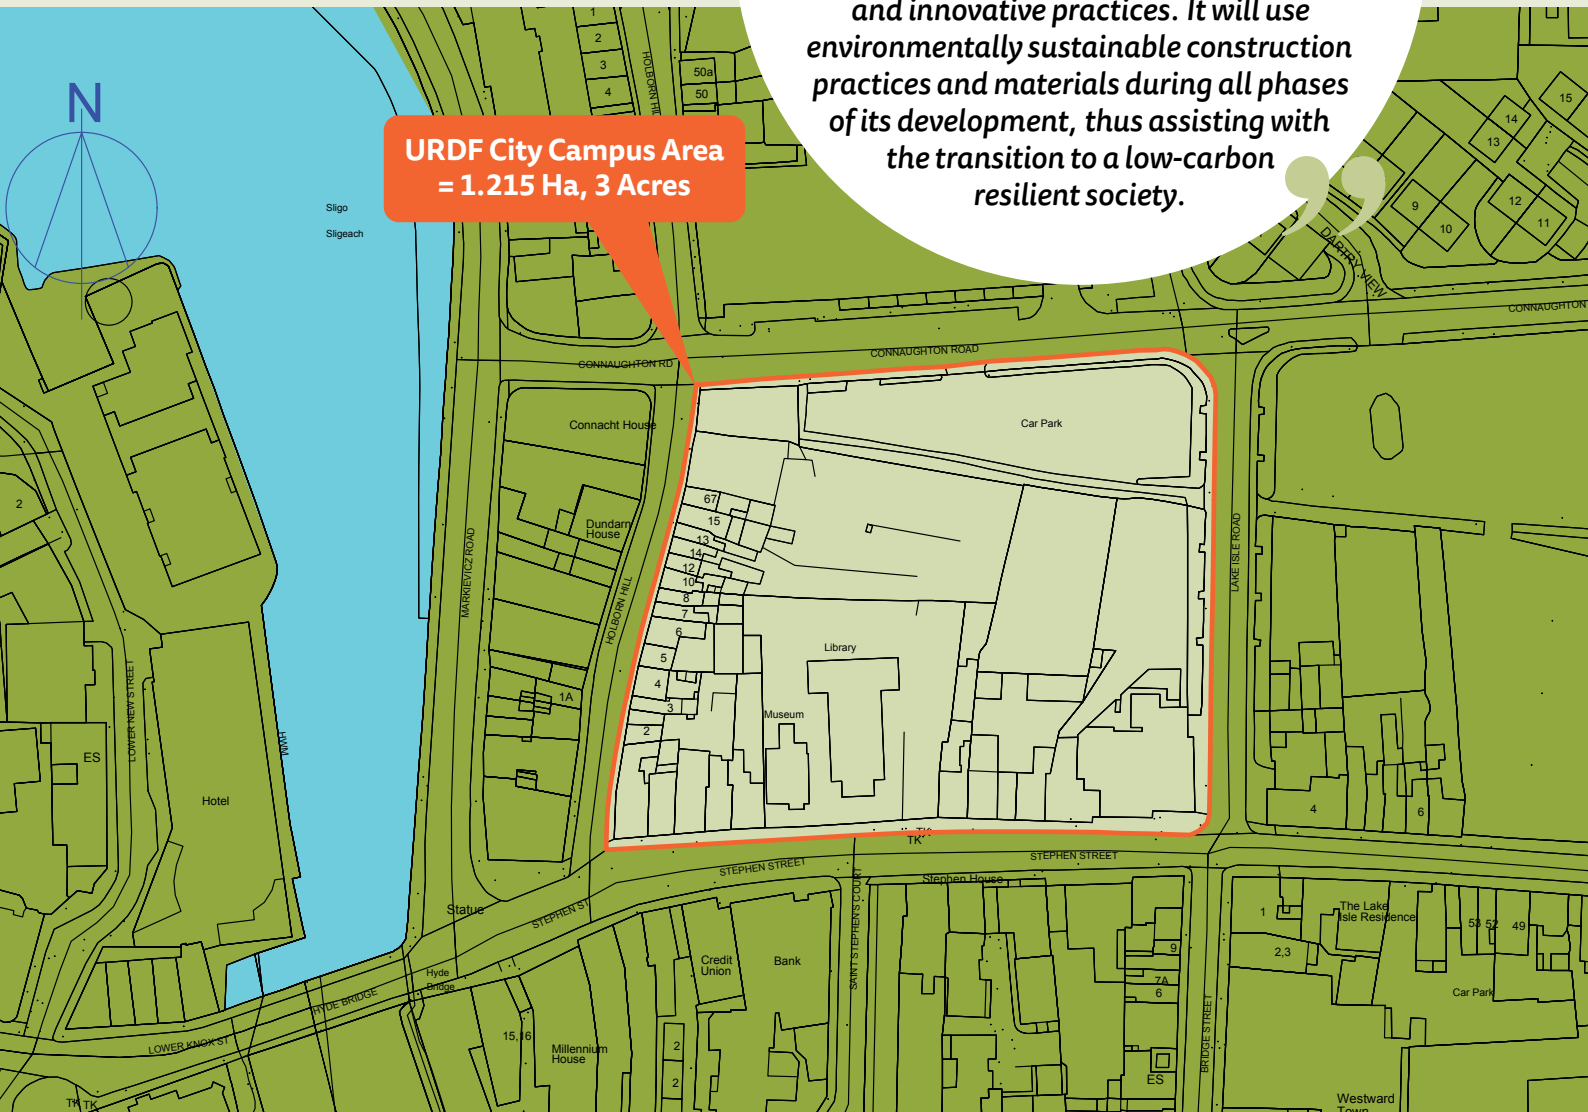 and innovative practices. It will use
environmentally sustainable construction
practices and materials during all phases
of its development, thus assisting with
the transition to a low-carbon
resilient society.
”
N
URDF City Campus Area
= 1.215 Ha, 3 Acres
Sligo
Sligeach
1
2
3
4
HOLBORN HILL
50a
50
15
14
13
12
11
9
10
DARTRY VIEW
CONNAUGHTON
CONNAUGHTON RD
CONNAUGHTON ROAD
Connacht House
Car Park
2
67
15
13
14
12
10
8
7
6
5
4
3
2
Dundarn
House
MARKIEVICZ ROAD
HOLBORN HILL
LAKE ISLE ROAD
Library
Museum
1A
LOWER NEW STREET
HWM
ES
Hotel
4
6
TK
TK
STEPHEN STREET
STEPHEN STREET
Stephen House
Statue
STEPHEN ST
SAINT STEPHEN'S COURT
Credit
Union
Bank
1
2,3
The Lake
Isle Residence
53
52
49
9
7A
6
Car Park
Hyde
Bridge
HYDE BRIDGE
LOWER KNOX ST
15,16
Millennium
House
2
2
BRIDGE STREET
ES
TK
TK
Westward
Town